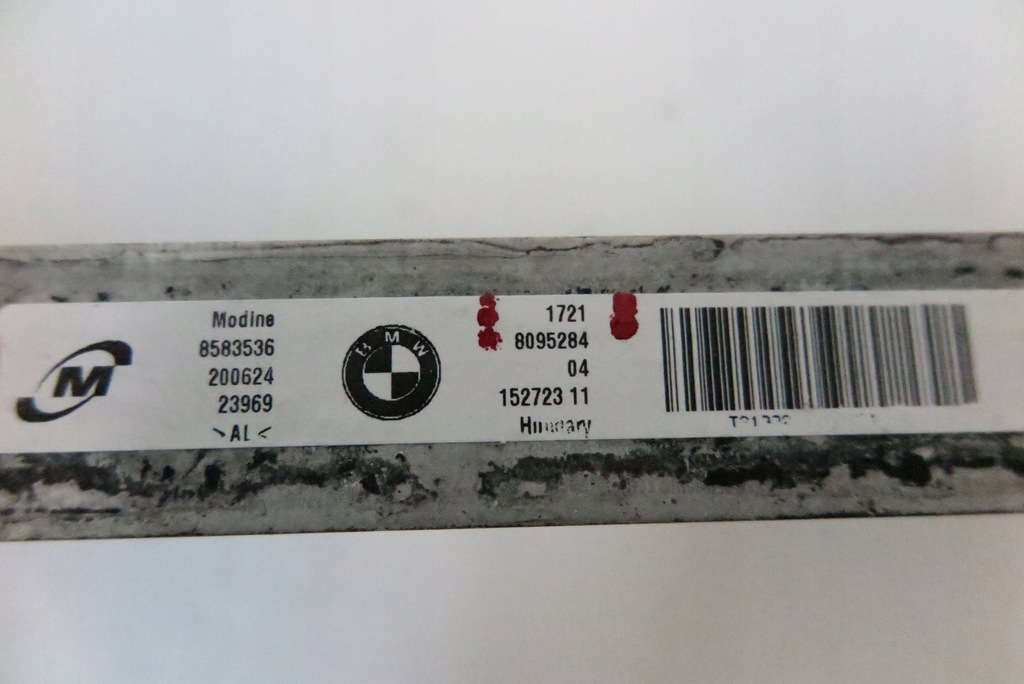 M
Modine
8583536
200624
23969
>AL<
BMW
1721
8095284
04
152723 11
Hungary